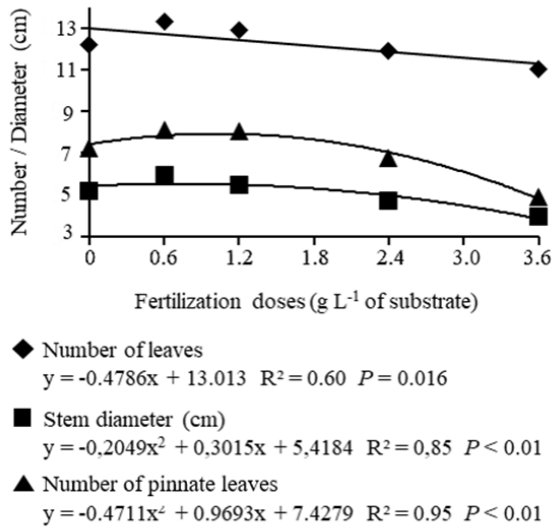 Number / Diameter (cm)
13
11
9
7
5
3
0 0.6 1.2 1.8 2.4 3.0 3.6
Fertilization doses (g L⁻¹ of substrate)
Number of leaves
y = -0.4786x + 13.013 R² = 0.60 P = 0.016
Stem diameter (cm)
y = -0,2049x² + 0,3015x + 5,4184 R² = 0,85 P < 0.01
Number of pinnate leaves
y = -0.4711x² + 0.9693x + 7.4279 R² = 0.95 P < 0.01